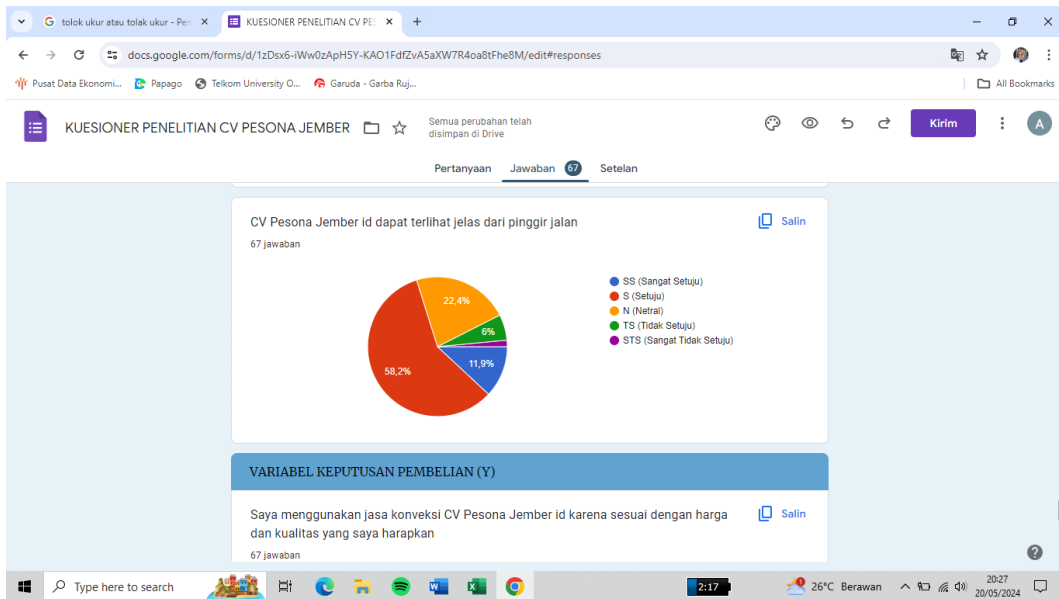 tolok ukur atau tolak ukur - Pen
KUESIONER PENELITIAN CV PES
docs.google.com/forms/d/1zDsx6-iWw0zApH5Y-KAO1FdfZvA5aXW7R4oa8tFhe8M/edit#responses
Pusat Data Ekonomi... Papago Telkom University O... Garuda - Garba Ruj... All Bookmarks
KUESIONER PENELITIAN CV PESONA JEMBER
Semua perubahan telah
disimpan di Drive
Kirim
A
Pertanyaan Jawaban 67 Setelan
CV Pesona Jember id dapat terlihat jelas dari pinggir jalan
Salin
67 jawaban
22,4%
6%
11,9%
58,2%
SS (Sangat Setuju)
S (Setuju)
N (Netral)
TS (Tidak Setuju)
STS (Sangat Tidak Setuju)
VARIABEL KEPUTUSAN PEMBELIAN (Y)
Saya menggunakan jasa konveksi CV Pesona Jember id karena sesuai dengan harga
dan kualitas yang saya harapkan
Salin
67 jawaban
Type here to search
2:17
26°C Berawan
20:27
20/05/2024